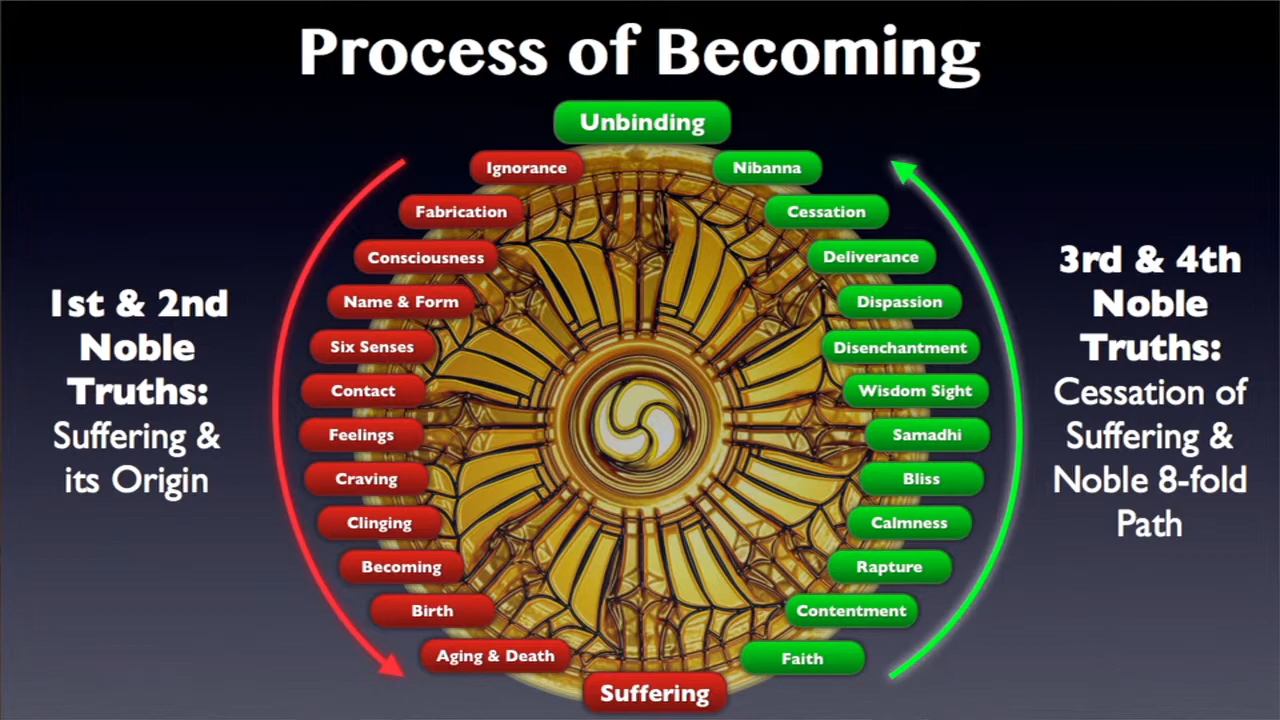 Process of Becoming
Unbinding
Ignorance
Fabrication
Consciousness
Name & Form
Six Senses
Contact
Feelings
Craving
Clinging
Becoming
Birth
Aging & Death
Suffering
Nibanna
Cessation
Deliverance
Dispassion
Disenchantment
Wisdom Sight
Samadhi
Bliss
Calmness
Rapture
Contentment
Faith
1st & 2nd
Noble
Truths:
Suffering &
its Origin
3rd & 4th
Noble
Truths:
Cessation of
Suffering &
Noble 8-fold
Path